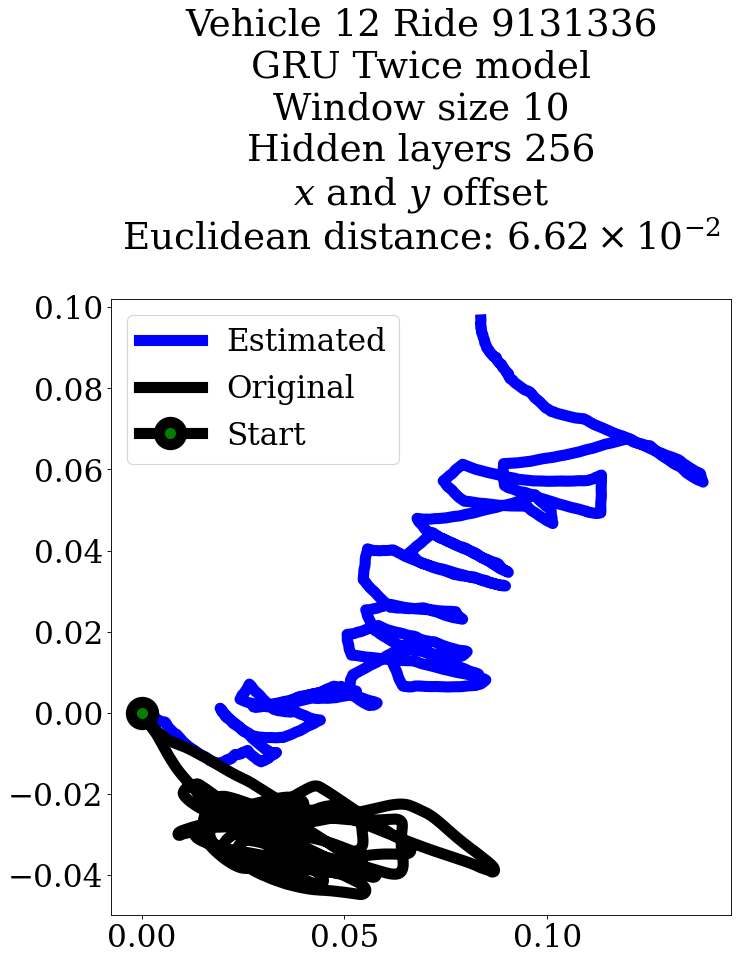 Vehicle 12 Ride 9131336
GRU Twice model
Window size 10
Hidden layers 256
x and y offset
Euclidean distance: 6.62 × 10⁻²
0.10
0.08
0.06
0.04
0.02
0.00
−0.02
−0.04
Estimated
Original
Start
0.00 0.05 0.10